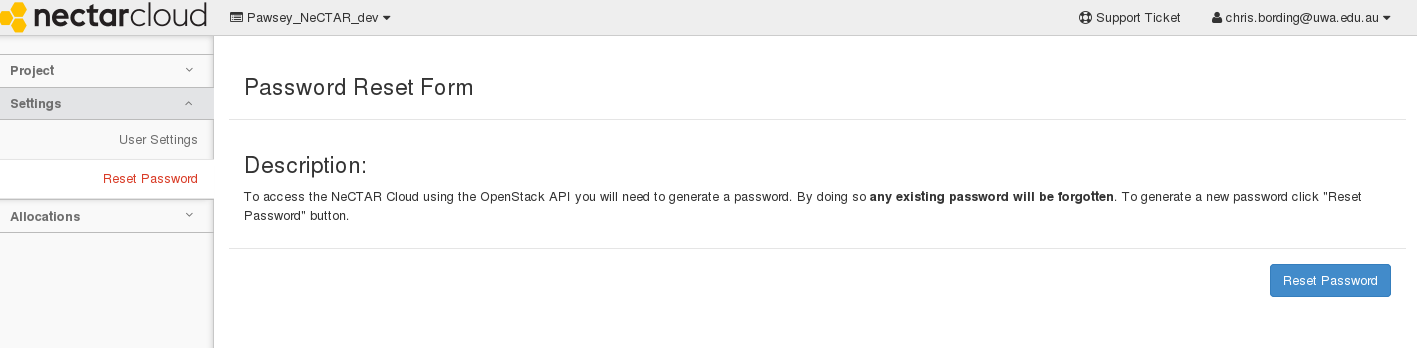 nectarcloud Pawsey_NeCTAR_dev Support Ticket chris.bording@uwa.edu.au
Project
Settings
User Settings
Reset Password
Allocations
Password Reset Form
Description:
To access the NeCTAR Cloud using the OpenStack API you will need to generate a password. By doing so any existing password will be forgotten. To generate a new password click "Reset
Password" button.
Reset Password